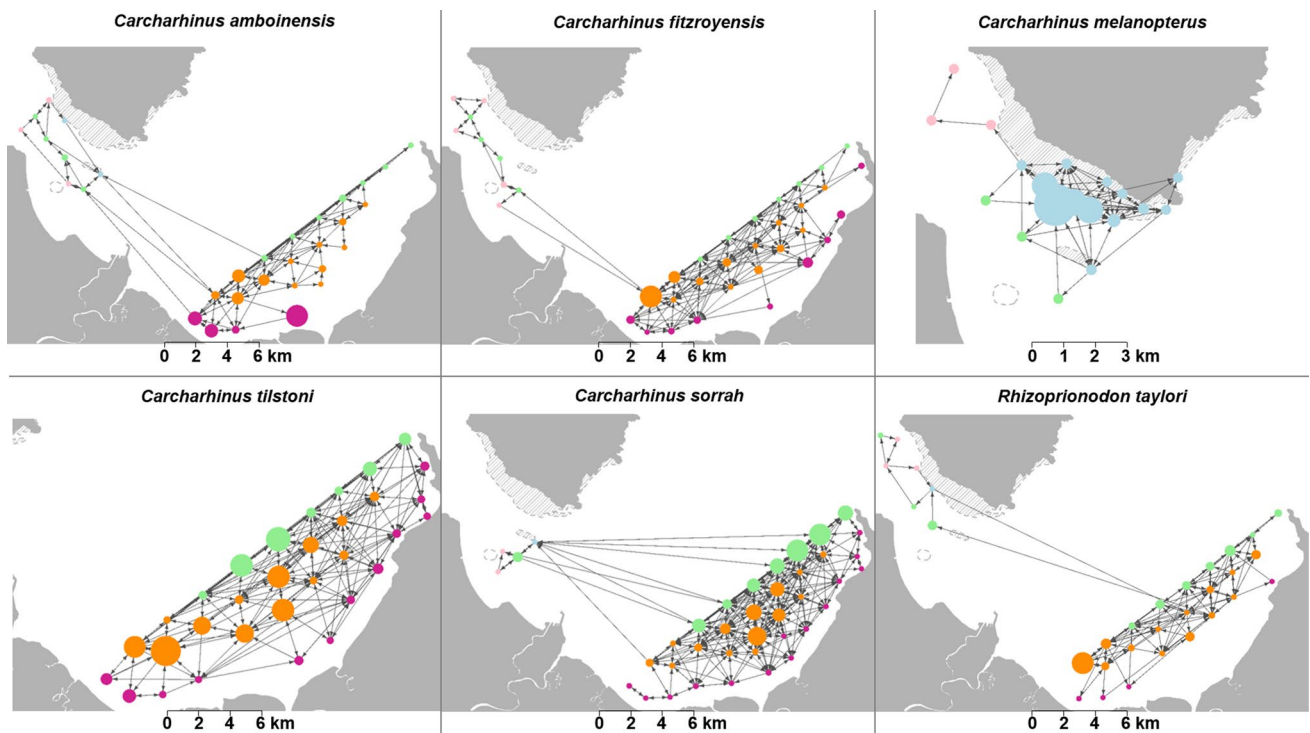 Carcharhinus amboinensis
Carcharhinus fitzroyensis
Carcharhinus melanopterus
0 2 4 6 km
0 2 4 6 km
0 1 2 3 km
Carcharhinus tilstoni
Carcharhinus sorrah
Rhizoprionodon taylori
0 2 4 6 km
0 2 4 6 km
0 2 4 6 km